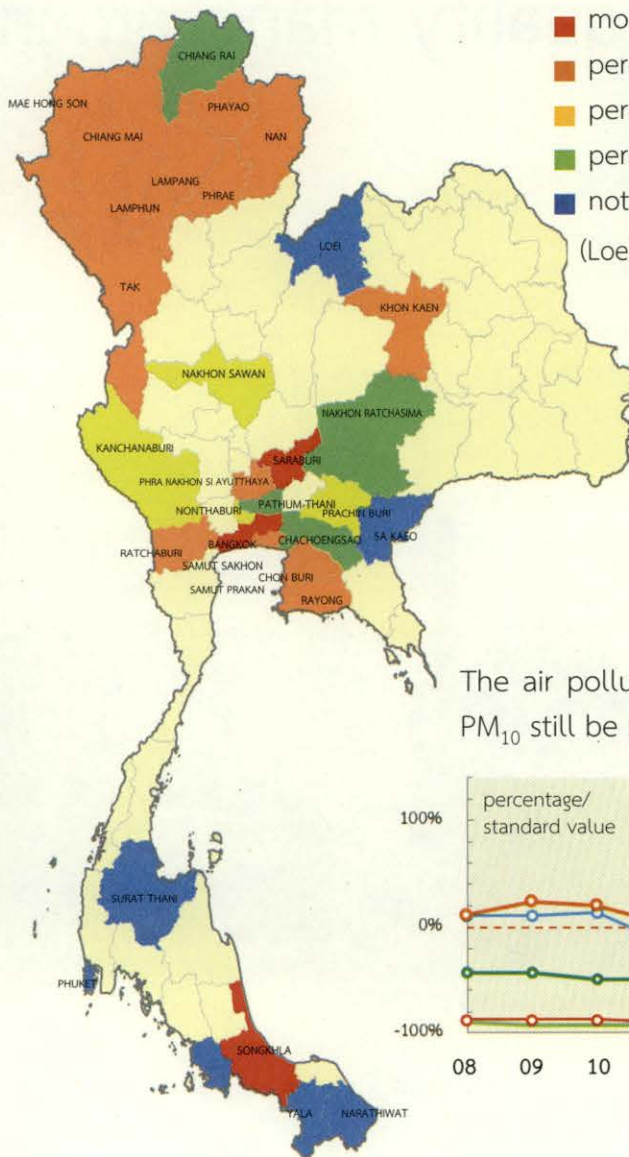 mo
per
per
per
not
(Loe
CHIANG RAI
MAE HONG SON
PHAYAO
CHIANG MAI
NAN
LAMPANG
LAMPHUN
PHRAE
LOEI
TAK
KHON KAEN
NAKHON SAWAN
NAKHON RATCHASIMA
KANCHANABURI
SARABURI
PHRA NAKHON SI AYUTTHAYA
PATHUM-THANI
NONTHABURI
PRACHIN BURI
BANGKOK
CHACHOENGSAO
SA KAEO
RATCHABURI
SAMUT SAKHON
CHON BURI
SAMUT PRAKAN
RAYONG
The air pollu
PM₁₀ still be
percentage/
standard value
100%
0%
-100%
08 09 10
SURAT THANI
PHUKET
SONGKHLA
YALA
NARATHIWAT